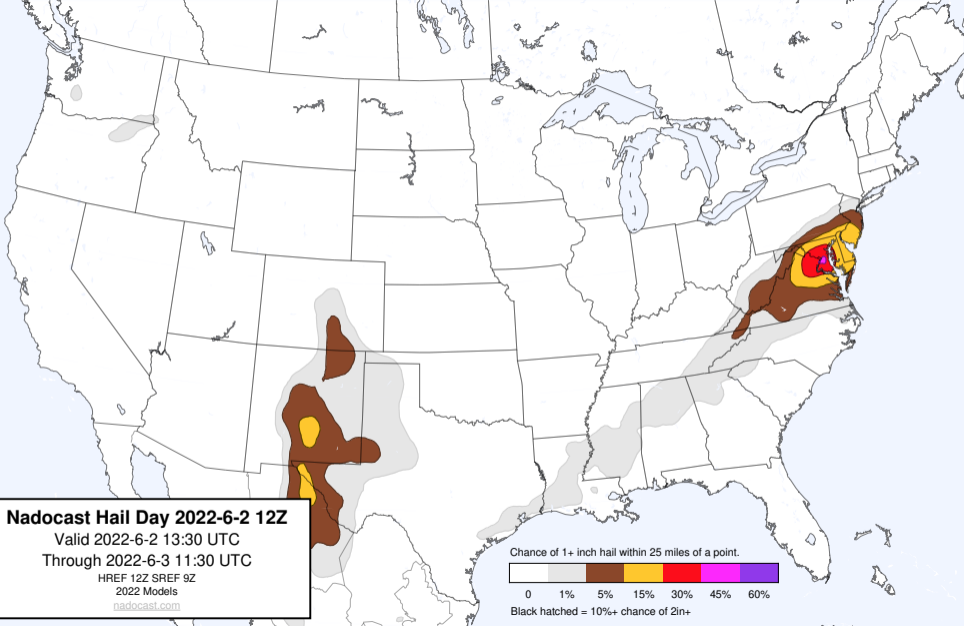 Nadocast Hail Day 2022-6-2 12Z
Valid 2022-6-2 13:30 UTC
Through 2022-6-3 11:30 UTC
HREF 12Z SREF 9Z
2022 Models
nadocast.com
Chance of 1+ inch hail within 25 miles of a point.
0 1% 5% 15% 30% 45% 60%
Black hatched = 10%+ chance of 2in+